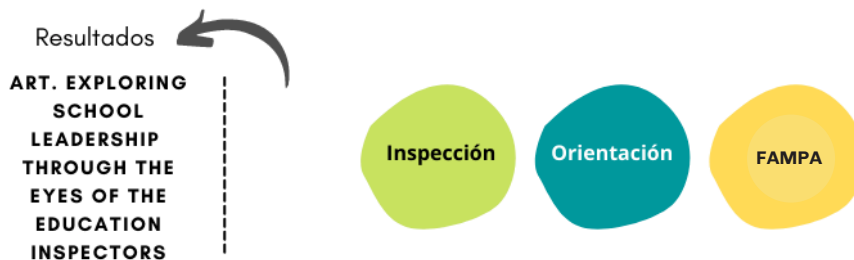 Resultados
ART. EXPLORING
SCHOOL
LEADERSHIP
THROUGH THE
EYES OF THE
EDUCATION
INSPECTORS
Inspección
Orientación
FAMPA